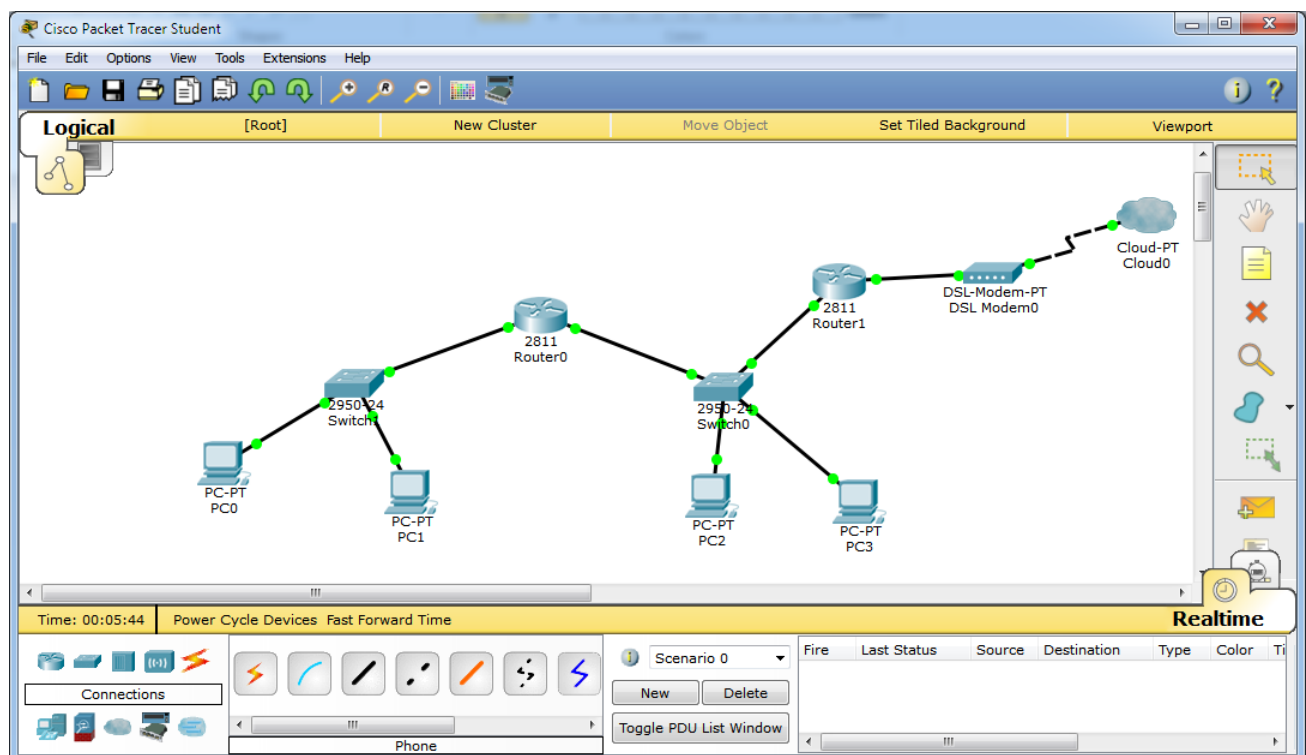 Cisco Packet Tracer Student
File Edit Options View Tools Extensions Help
Logical [Root] New Cluster Move Object Set Tiled Background Viewport
Cloud-PT
Cloud0
DSL-Modem-PT
DSL Modem0
2811
Router1
2811
Router0
2950-24
Switch1
2950-24
Switch0
PC-PT
PC0
PC-PT
PC1
PC-PT
PC2
PC-PT
PC3
Time: 00:05:44 Power Cycle Devices Fast Forward Time Realtime
Scenario 0
Fire Last Status Source Destination Type Color Ti
Connections
New Delete
Toggle PDU List Window
Phone